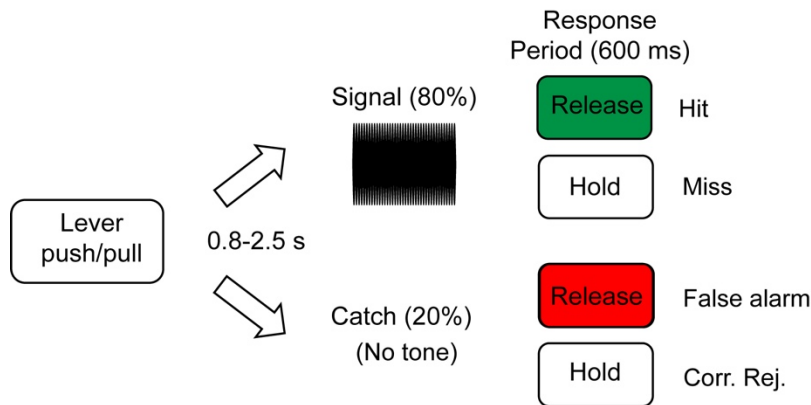 Response
Period (600 ms)
Signal (80%)
Release
Hit
Hold
Miss
Lever
push/pull
0.8-2.5 s
Release
False alarm
Catch (20%)
(No tone)
Hold
Corr. Rej.